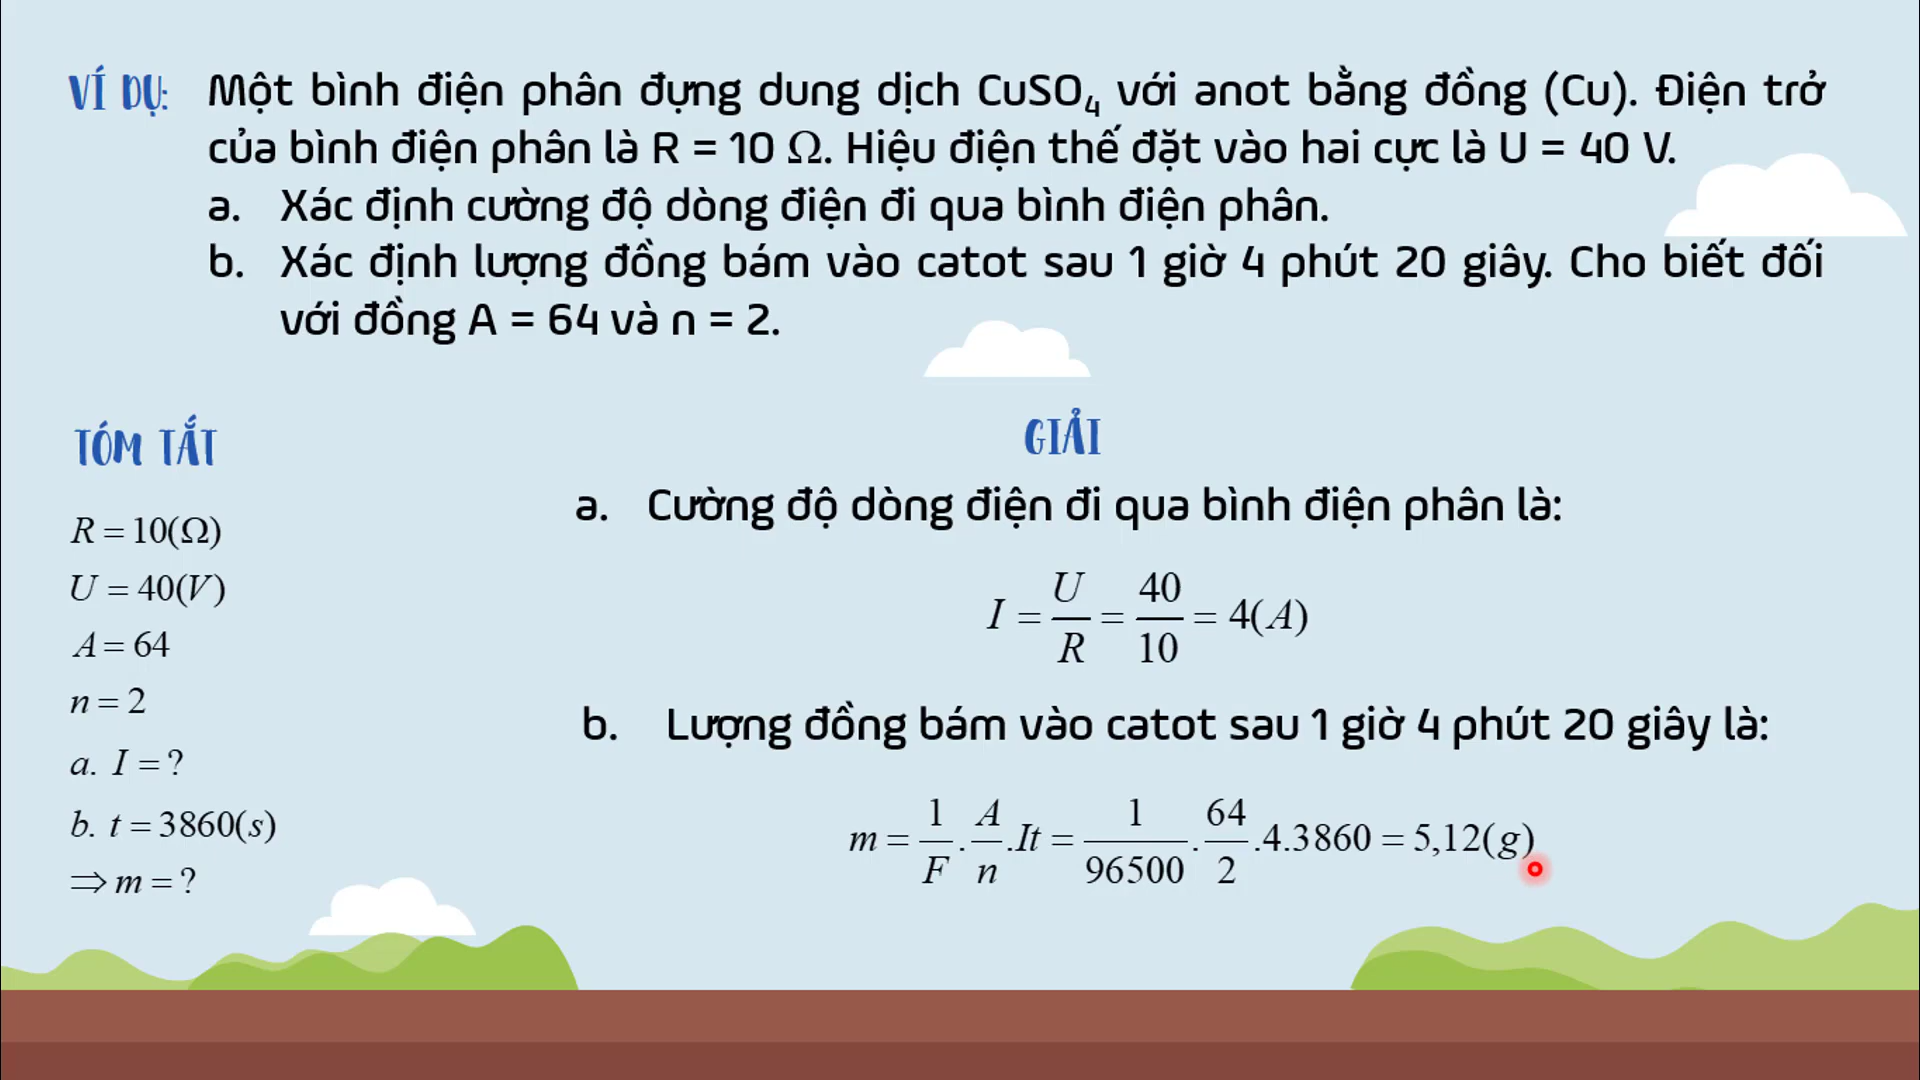 VÍ DỤ: Một bình điện phân đựng dung dịch CuSO₄ với anot bằng đồng (Cu). Điện trở
của bình điện phân là R = 10 Ω. Hiệu điện thế đặt vào hai cực là U = 40 V.
a. Xác định cường độ dòng điện đi qua bình điện phân.
b. Xác định lượng đồng bám vào catot sau 1 giờ 4 phút 20 giây. Cho biết đối
với đồng A = 64 và n = 2.
TÓM TẮT
R = 10(Ω)
U = 40(V)
A = 64
n = 2
a. I = ?
b. t = 3860(s)
⇒ m = ?
GIẢI
a. Cường độ dòng điện đi qua bình điện phân là:
I = U/R = 40/10 = 4(A)
b. Lượng đồng bám vào catot sau 1 giờ 4 phút 20 giây là:
m = 1/F . A/n .It = 1/96500 . 64/2 .4.3860 = 5,12(g)